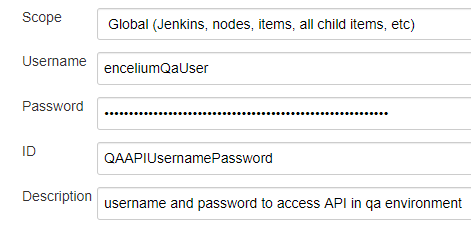 Scope Global (Jenkins, nodes, items, all child items, etc)
Username enceliumQaUser
Password
ID QAAPIUsernamePassword
Description username and password to access API in qa environment